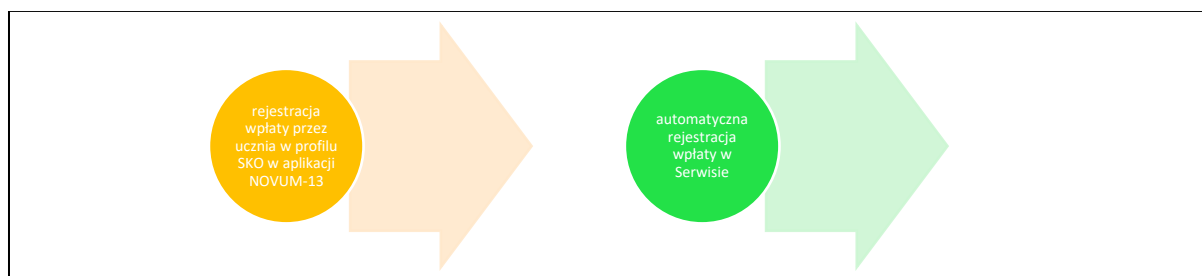 rejestracja
wpłaty przez
ucznia w profilu
SKO w aplikacji
NOVUM-13
automatyczna
rejestracja
wpłaty w
Serwisie